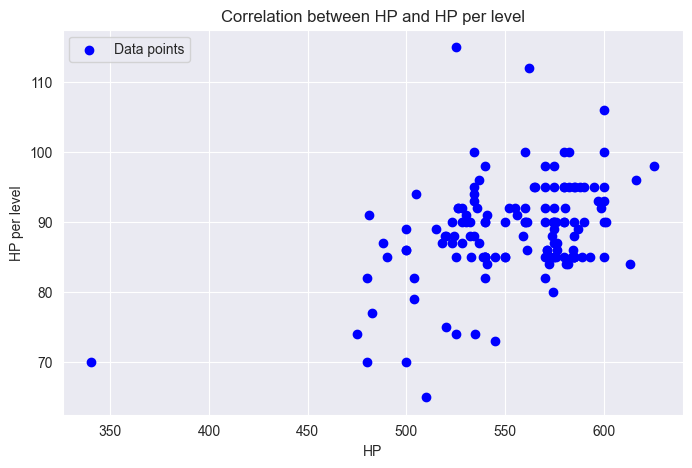 Correlation between HP and HP per level
Data points
HP per level
110
100
90
80
70
350
400
450
500
550
600
HP